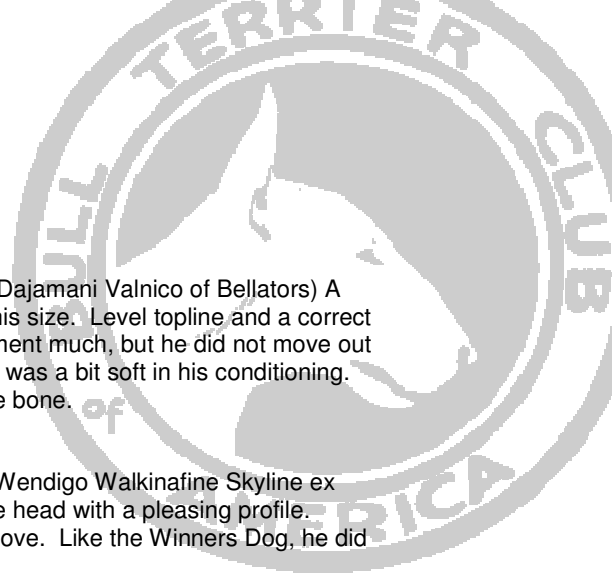 BULL TERRIER CLUB
of
AMERICA
Dajamani Valnico of Bellators) A
his size. Level topline and a correct
ment much, but he did not move out
was a bit soft in his conditioning.
e bone.
Wendigo Walkinafine Skyline ex
e head with a pleasing profile.
ove. Like the Winners Dog, he did